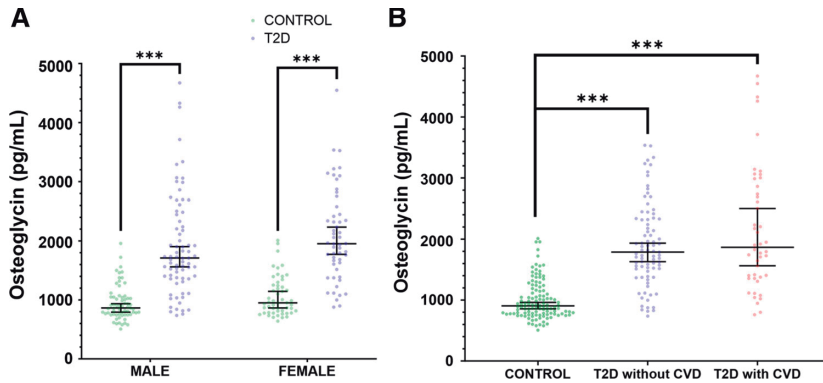 A
CONTROL
T2D
***
***
Osteoglycin (pg/mL)
5000
4000
3000
2000
1000
0
MALE
FEMALE
B
***
***
Osteoglycin (pg/mL)
5000
4000
3000
2000
1000
0
CONTROL
T2D without CVD
T2D with CVD